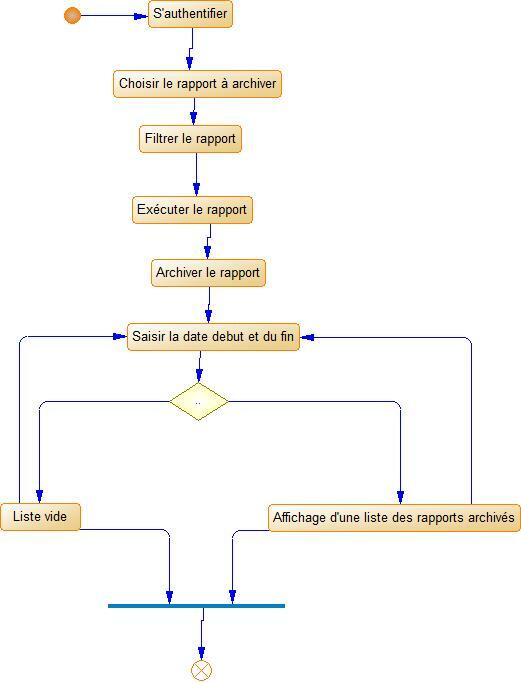 S'authentifier
Choisir le rapport à archiver
Filtrer le rapport
Exécuter le rapport
Archiver le rapport
Saisir la date debut et du fin
..
Liste vide
Affichage d'une liste des rapports archivés